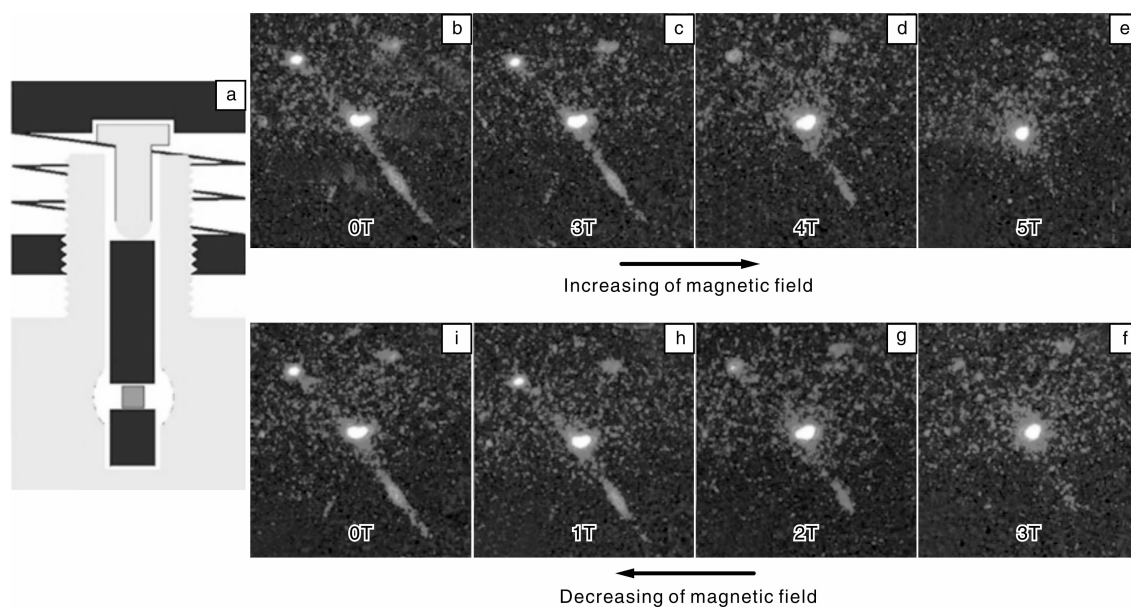 a
b
c
d
e
0T
3T
4T
5T
Increasing of magnetic field
i
h
g
f
0T
1T
2T
3T
Decreasing of magnetic field